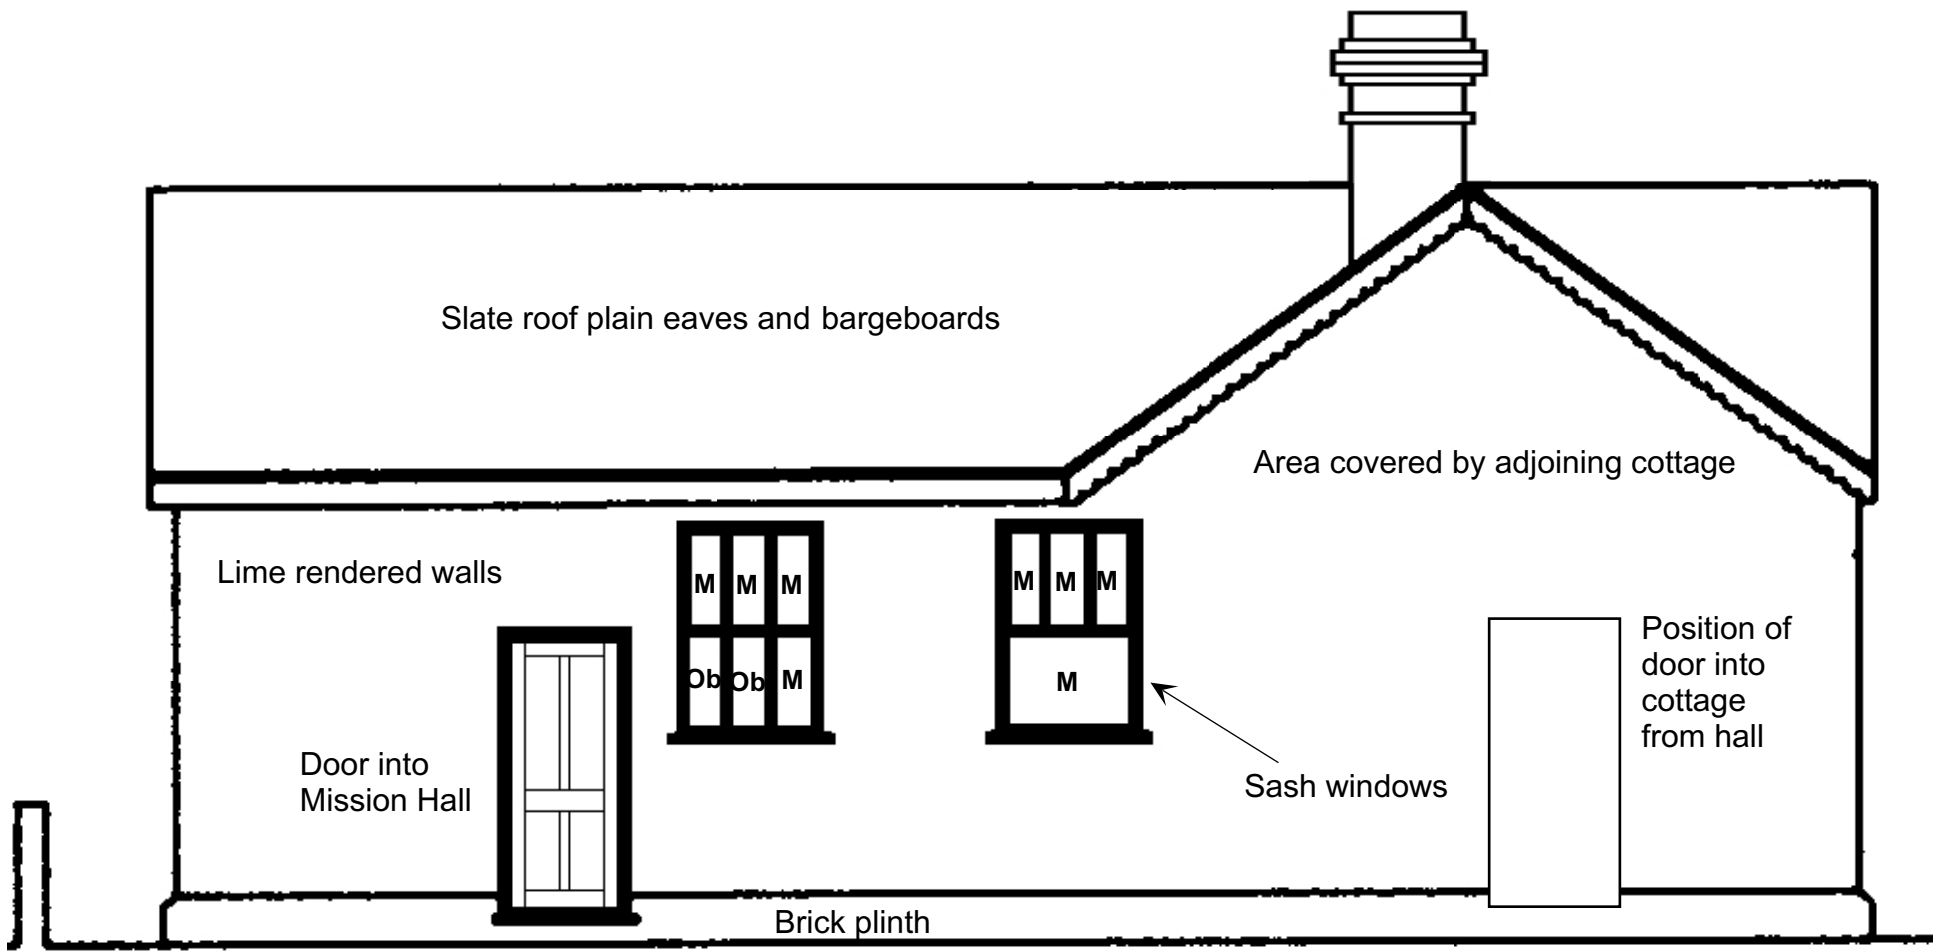 Slate roof plain eaves and bargeboards
Area covered by adjoining cottage
Lime rendered walls
M M M
M M M
Ob Ob M
M
Position of
door into
cottage
from hall
Door into
Mission Hall
Sash windows
Brick plinth